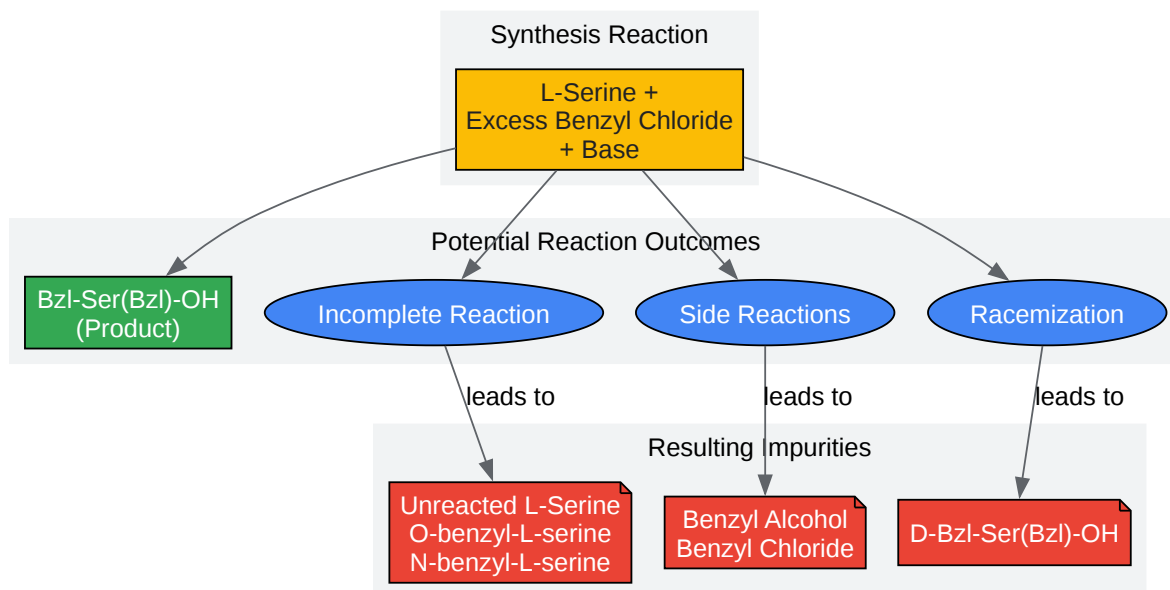 Synthesis Reaction
L-Serine +
Excess Benzyl Chloride
+ Base
Potential Reaction Outcomes
Bzl-Ser(Bzl)-OH
(Product)
Incomplete Reaction
Side Reactions
Racemization
leads to
leads to
leads to
Resulting Impurities
Unreacted L-Serine
O-benzyl-L-serine
N-benzyl-L-serine
Benzyl Alcohol
Benzyl Chloride
D-Bzl-Ser(Bzl)-OH